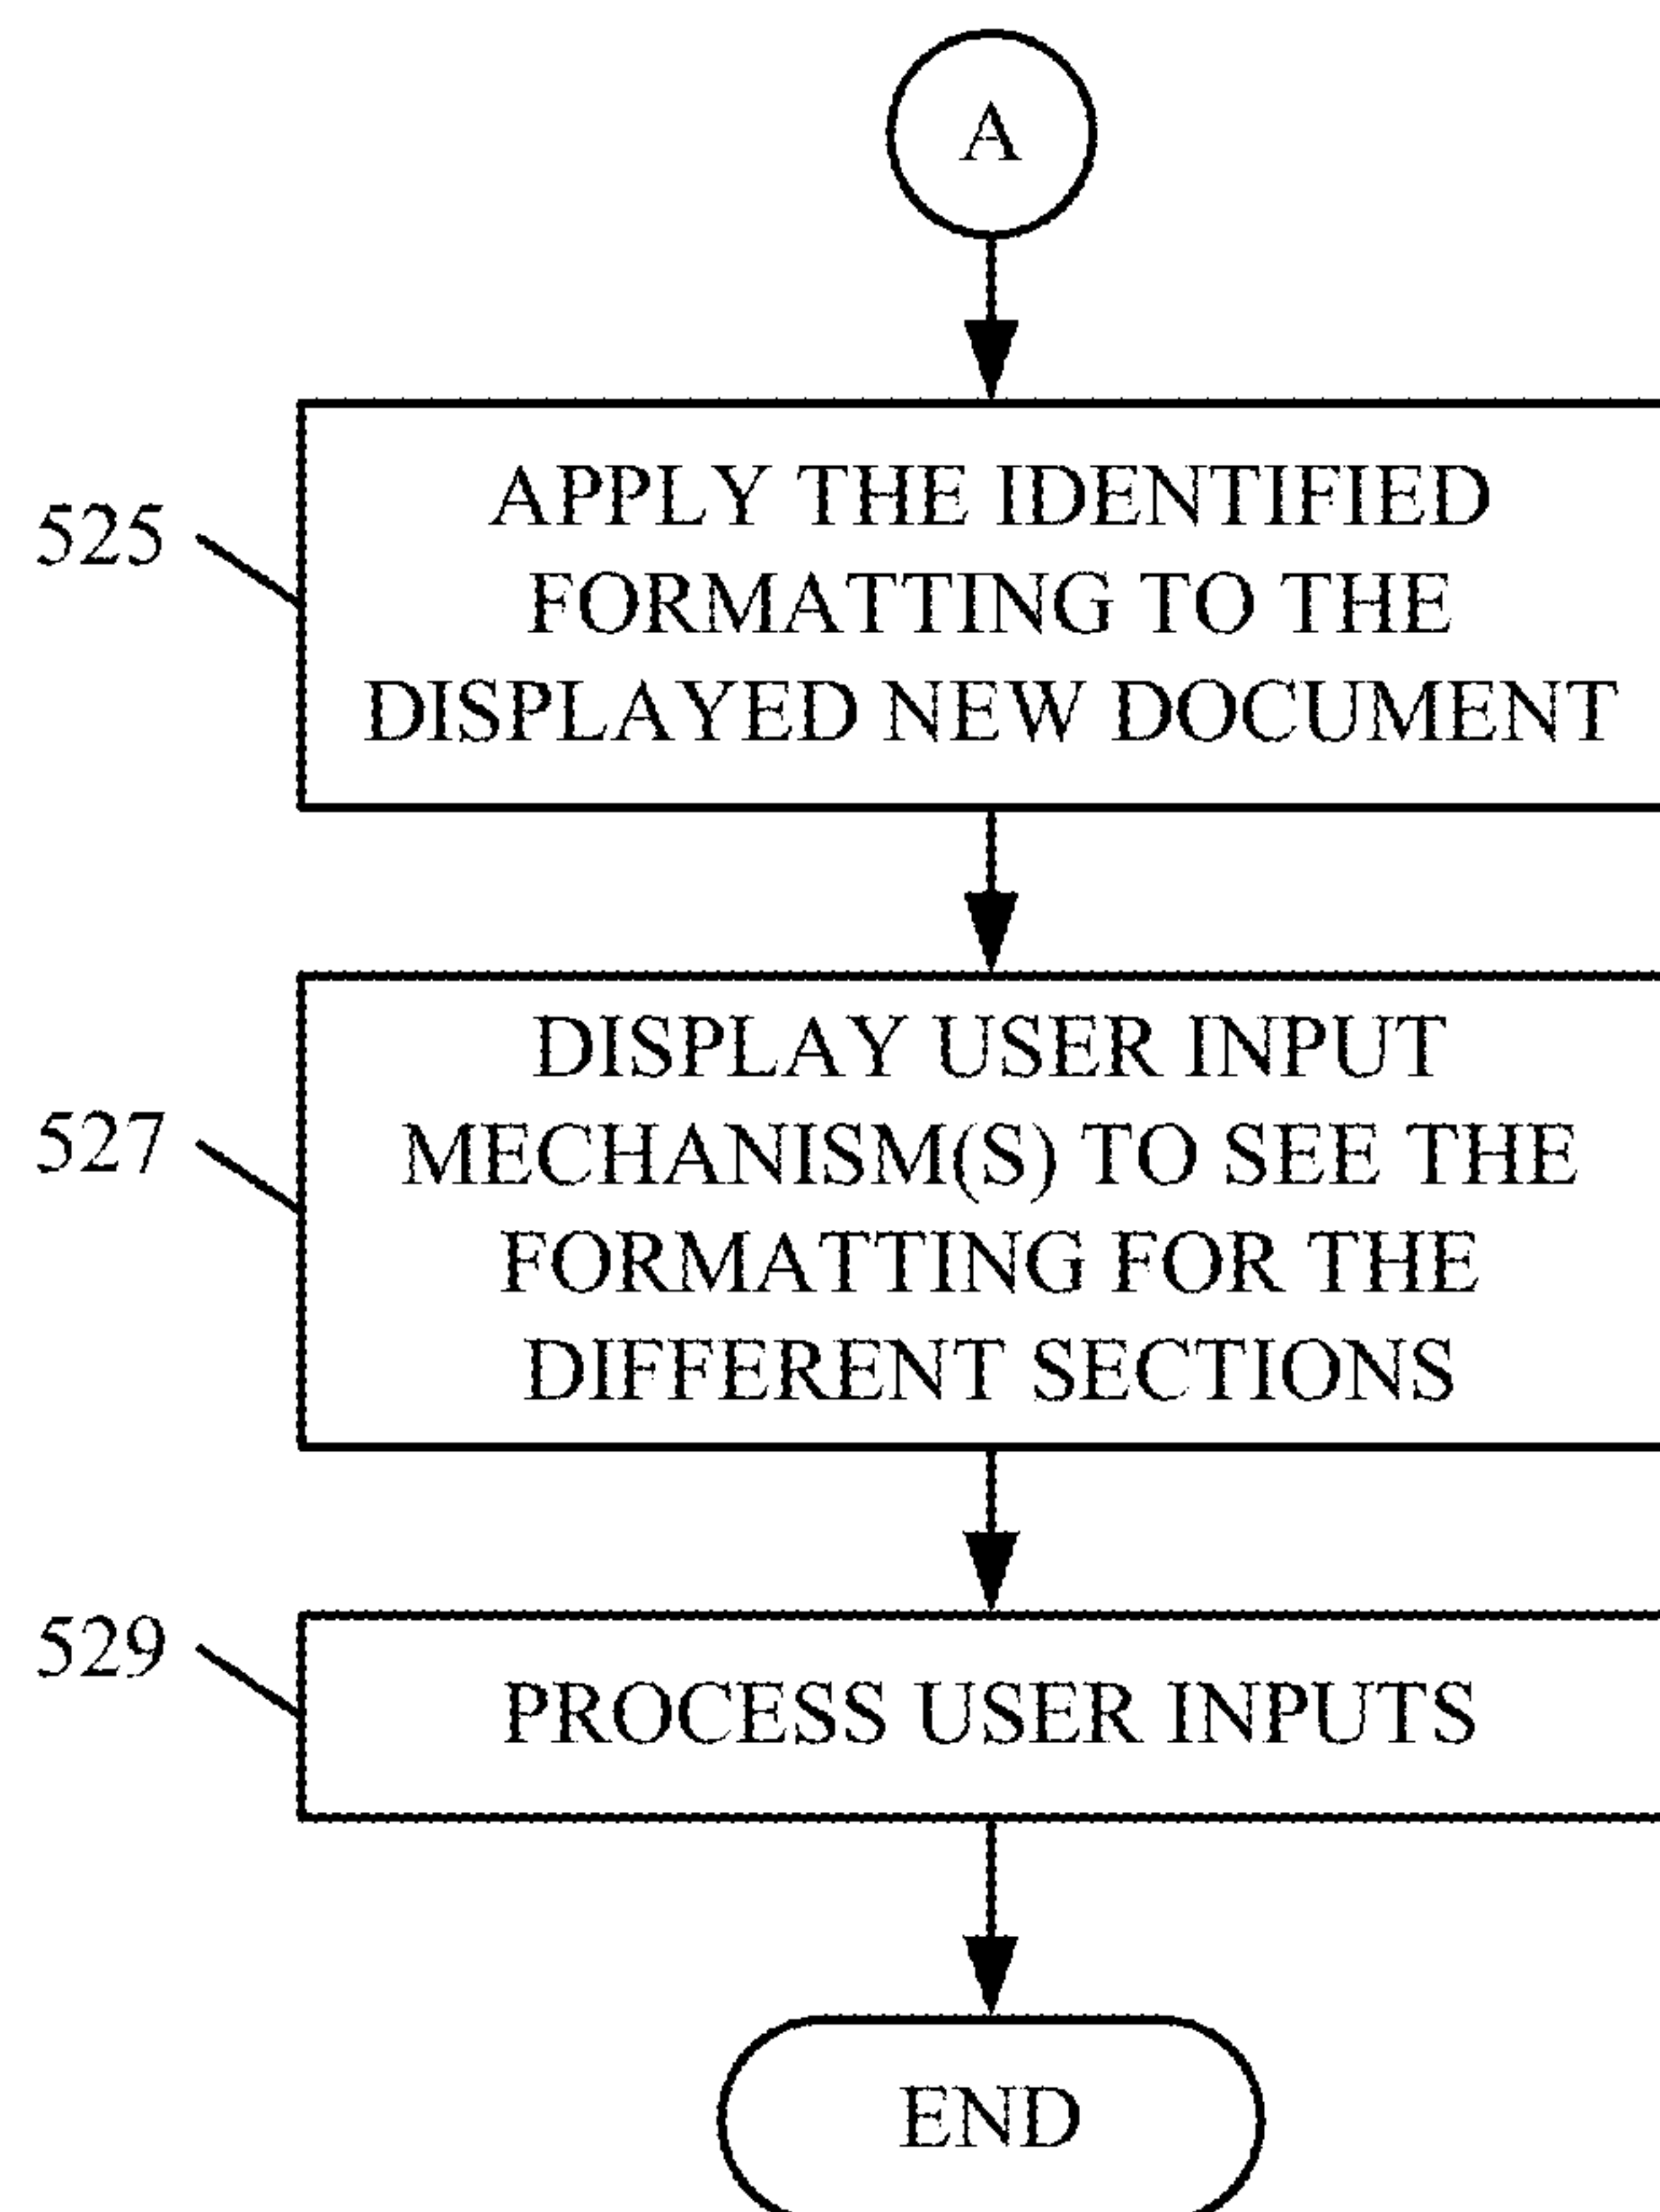 A
525
APPLY THE IDENTIFIED
FORMATTING TO THE
DISPLAYED NEW DOCUMENT
527
DISPLAY USER INPUT
MECHANISM(S) TO SEE THE
FORMATTING FOR THE
DIFFERENT SECTIONS
529
PROCESS USER INPUTS
END